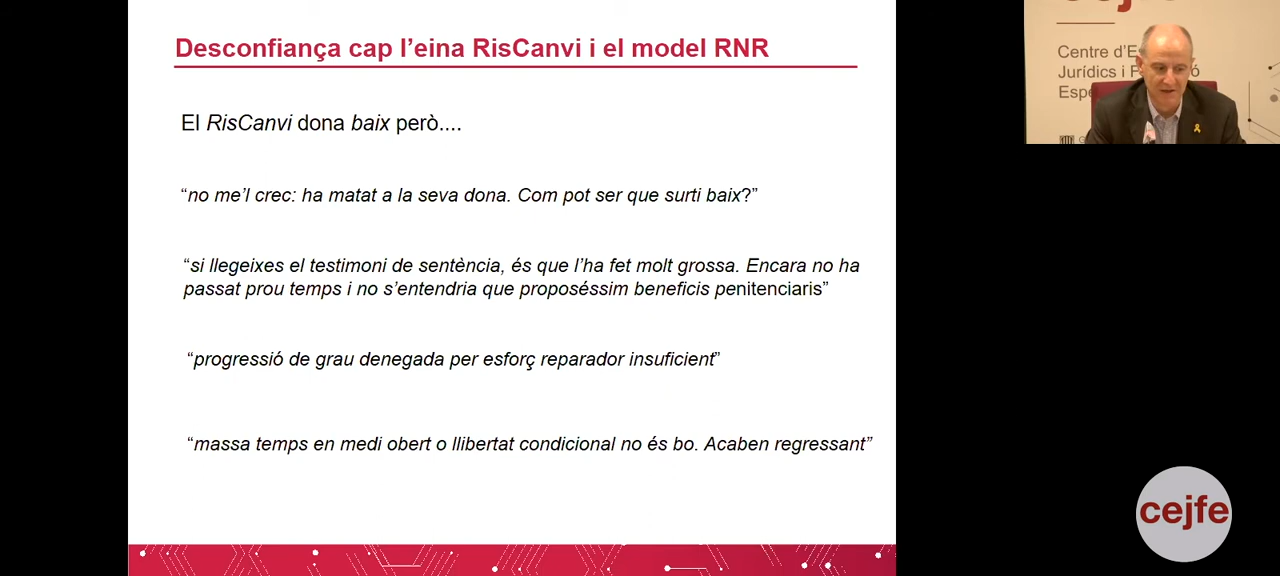 Desconfiança cap l'eina RisCanvi i el model RNR
El RisCanvi dona baix però....
“no me'l crec: ha matat a la seva dona. Com pot ser que surti baix?”
“si llegeixes el testimoni de sentència, és que l'ha fet molt grossa. Encara no ha
passat prou temps i no s'entendria que proposéssim beneficis penitenciaris”
“progressió de grau denegada per esforç reparador insuficient”
“massa temps en medi obert o llibertat condicional no és bo. Acaben regressant”
Centre d'E
Jurídics i F ó
Espe
cejfe